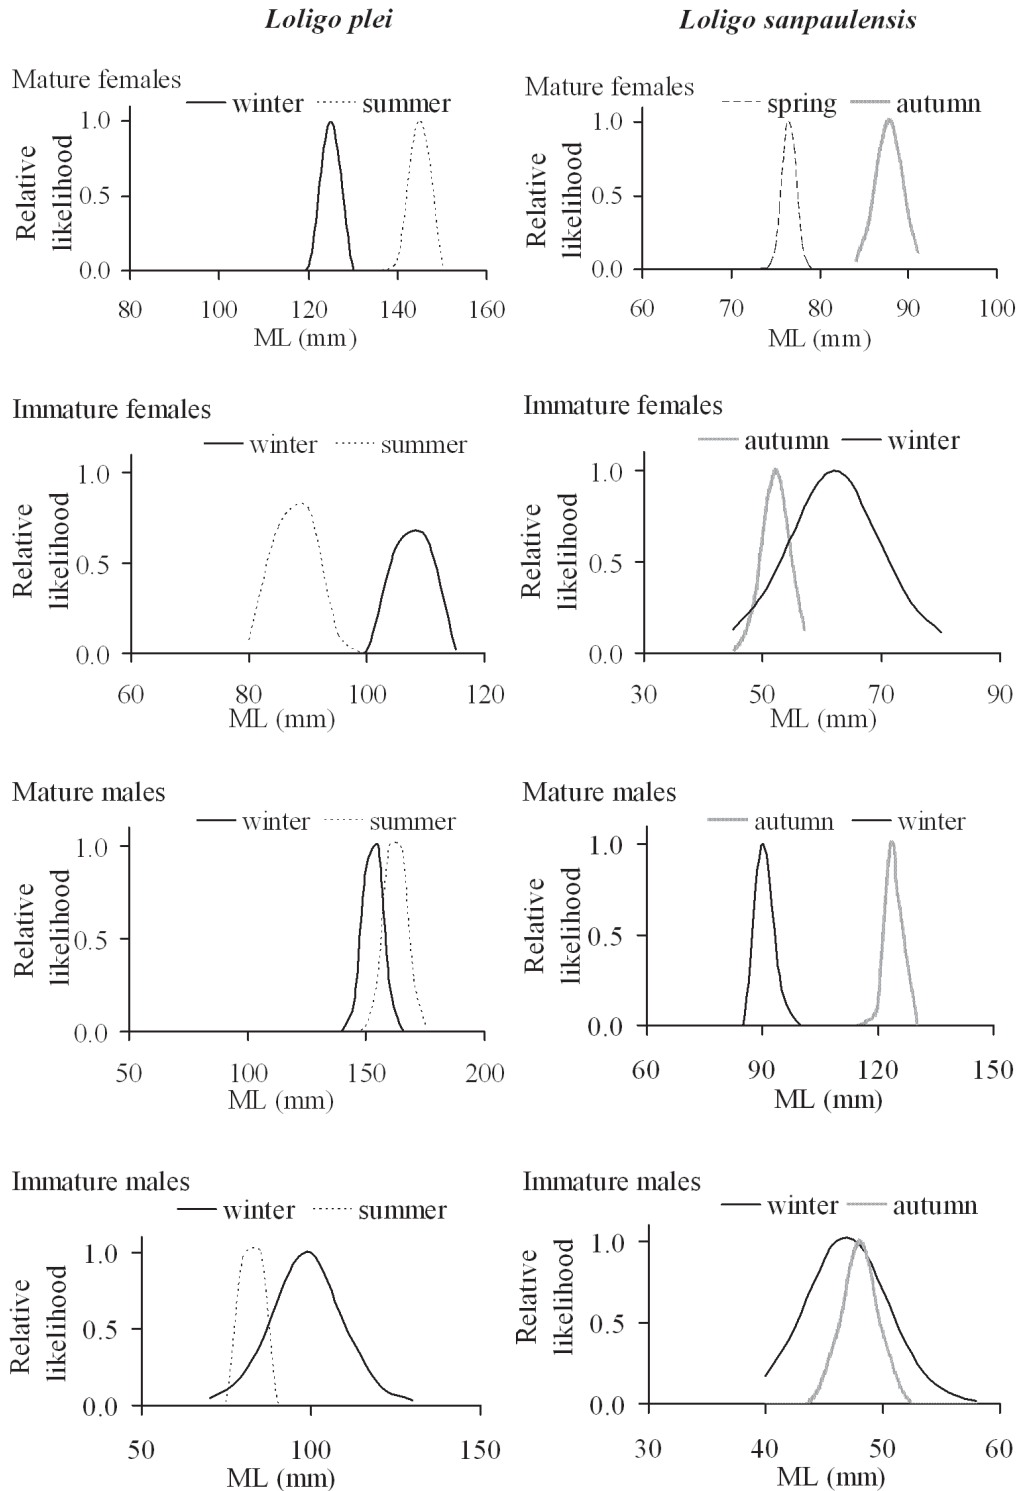 Loligo plei
Loligo sanpaulensis
Mature females
winter summer
Relative
likelihood
1.0
0.5
0.0
80 100 120 140 160
ML (mm)
Mature females
spring autumn
Relative
likelihood
1.0
0.5
0.0
60 70 80 90 100
ML (mm)
Immature females
winter summer
Relative
likelihood
1.0
0.5
0.0
60 80 100 120
ML (mm)
Immature females
autumn winter
Relative
likelihood
1.0
0.5
0.0
30 50 70 90
ML (mm)
Mature males
winter summer
Relative
likelihood
1.0
0.5
0.0
50 100 150 200
ML (mm)
Mature males
autumn winter
Relative
likelihood
1.0
0.5
0.0
60 90 120 150
ML (mm)
Immature males
winter summer
Relative
likelihood
1.0
0.5
0.0
50 100 150
ML (mm)
Immature males
winter autumn
Relative
likelihood
1.0
0.5
0.0
30 40 50 60
ML (mm)